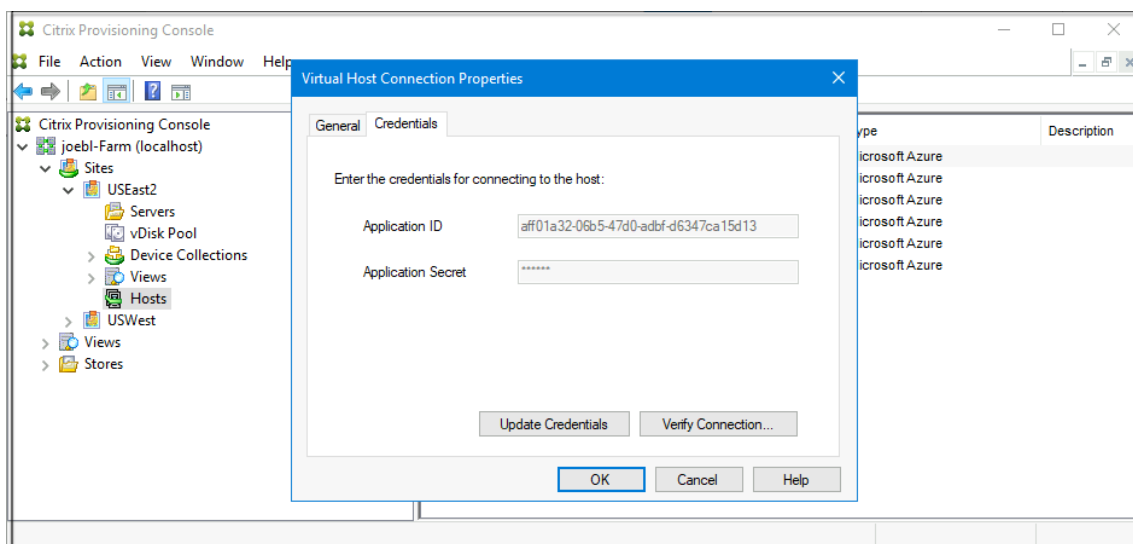 Citrix Provisioning Console
File Action View Window Help
Citrix Provisioning Console
joebl-Farm (localhost)
Sites
USEast2
Servers
vDisk Pool
Device Collections
Views
Hosts
USWest
Views
Stores
Virtual Host Connection Properties
General Credentials
Enter the credentials for connecting to the host:
Application ID aff01a32-06b5-47d0-adbf-d6347ca15d13
Application Secret ******
Update Credentials Verify Connection...
OK Cancel Help
ype Description
icrosoft Azure
icrosoft Azure
icrosoft Azure
icrosoft Azure
icrosoft Azure
icrosoft Azure